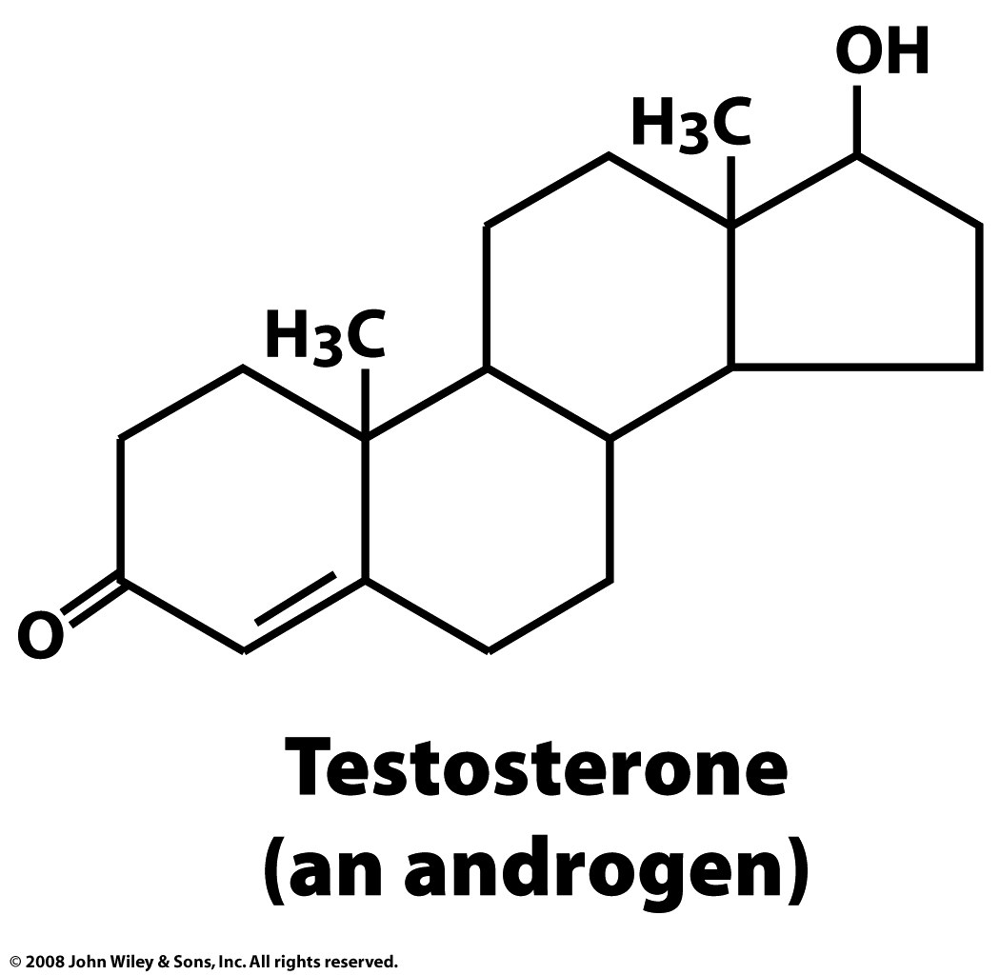 OH
H3C
H3C
O
Testosterone
(an androgen)
© 2008 John Wiley & Sons, Inc. All rights reserved.